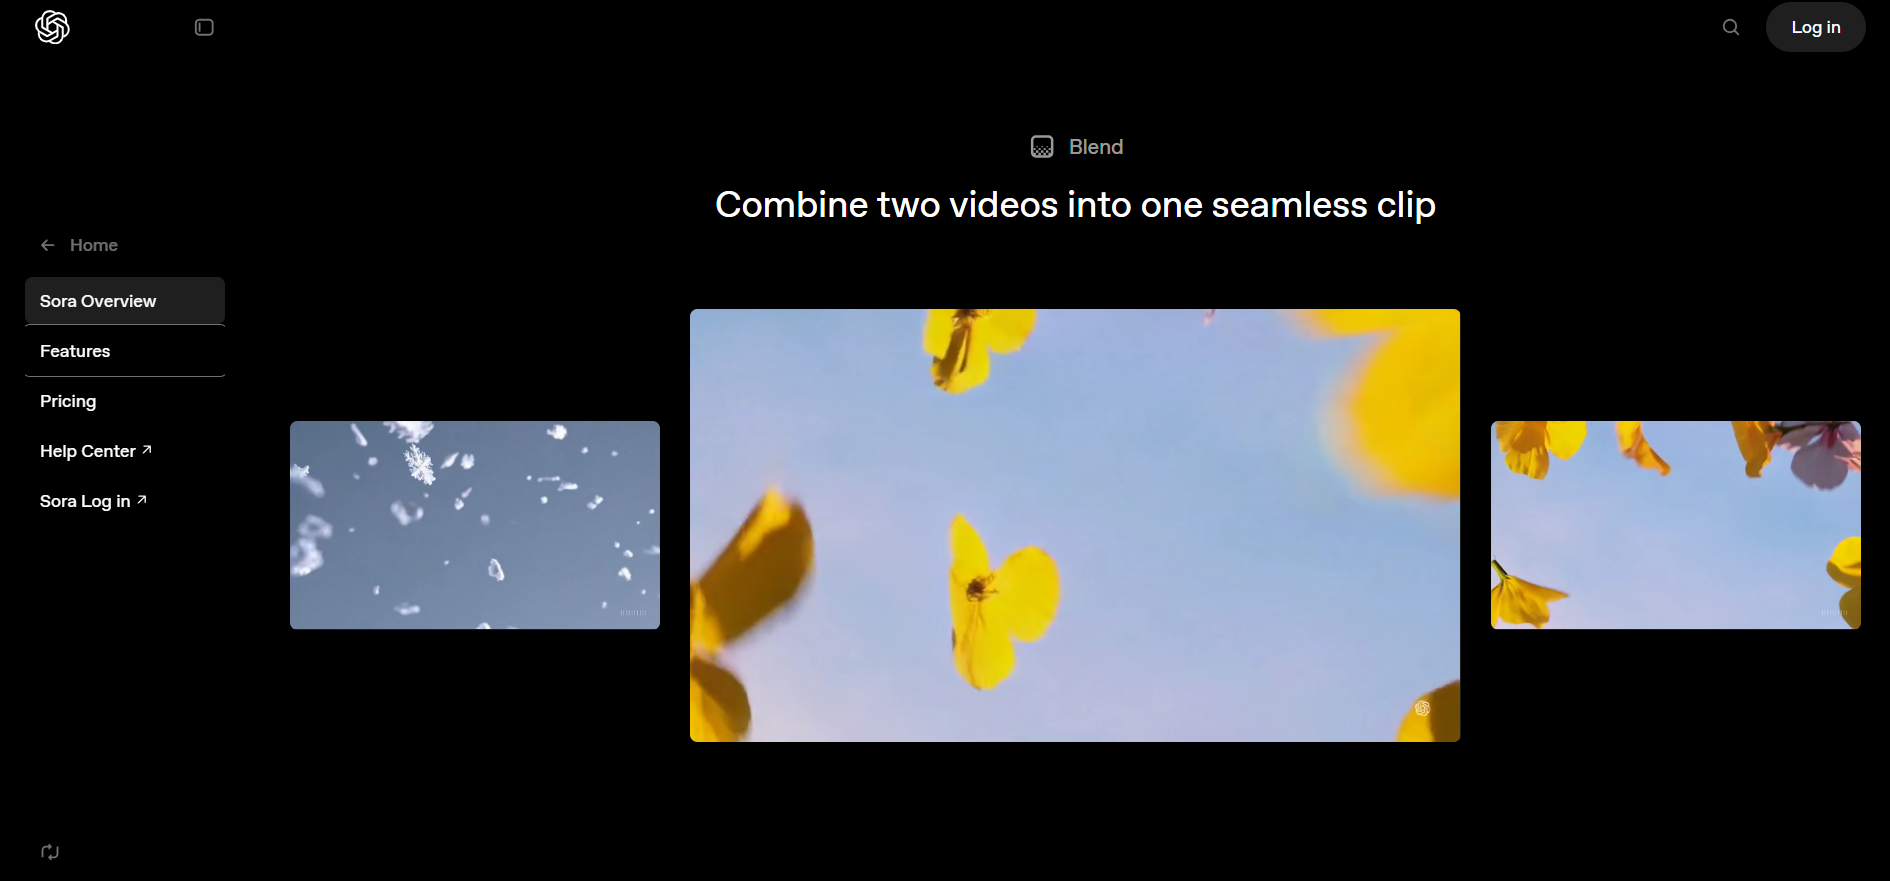 Log in
Blend
Combine two videos into one seamless clip
Home
Sora Overview
Features
Pricing
Help Center
Sora Log in